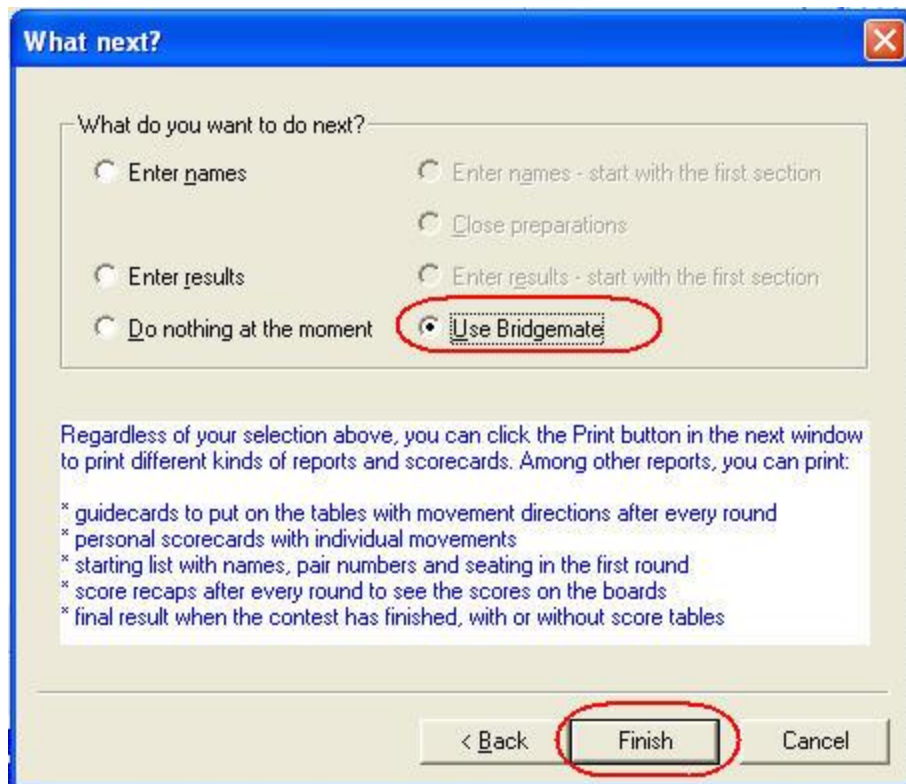 What next?
What do you want to do next?
Enter names
Enter names - start with the first section
Close preparations
Enter results
Enter results - start with the first section
Do nothing at the moment
Use Bridgemate
Regardless of your selection above, you can click the Print button in the next window
to print different kinds of reports and scorecards. Among other reports, you can print:
* guidecards to put on the tables with movement directions after every round
* personal scorecards with individual movements
* starting list with names, pair numbers and seating in the first round
* score recaps after every round to see the scores on the boards
* final result when the contest has finished, with or without score tables
< Back
Finish
Cancel